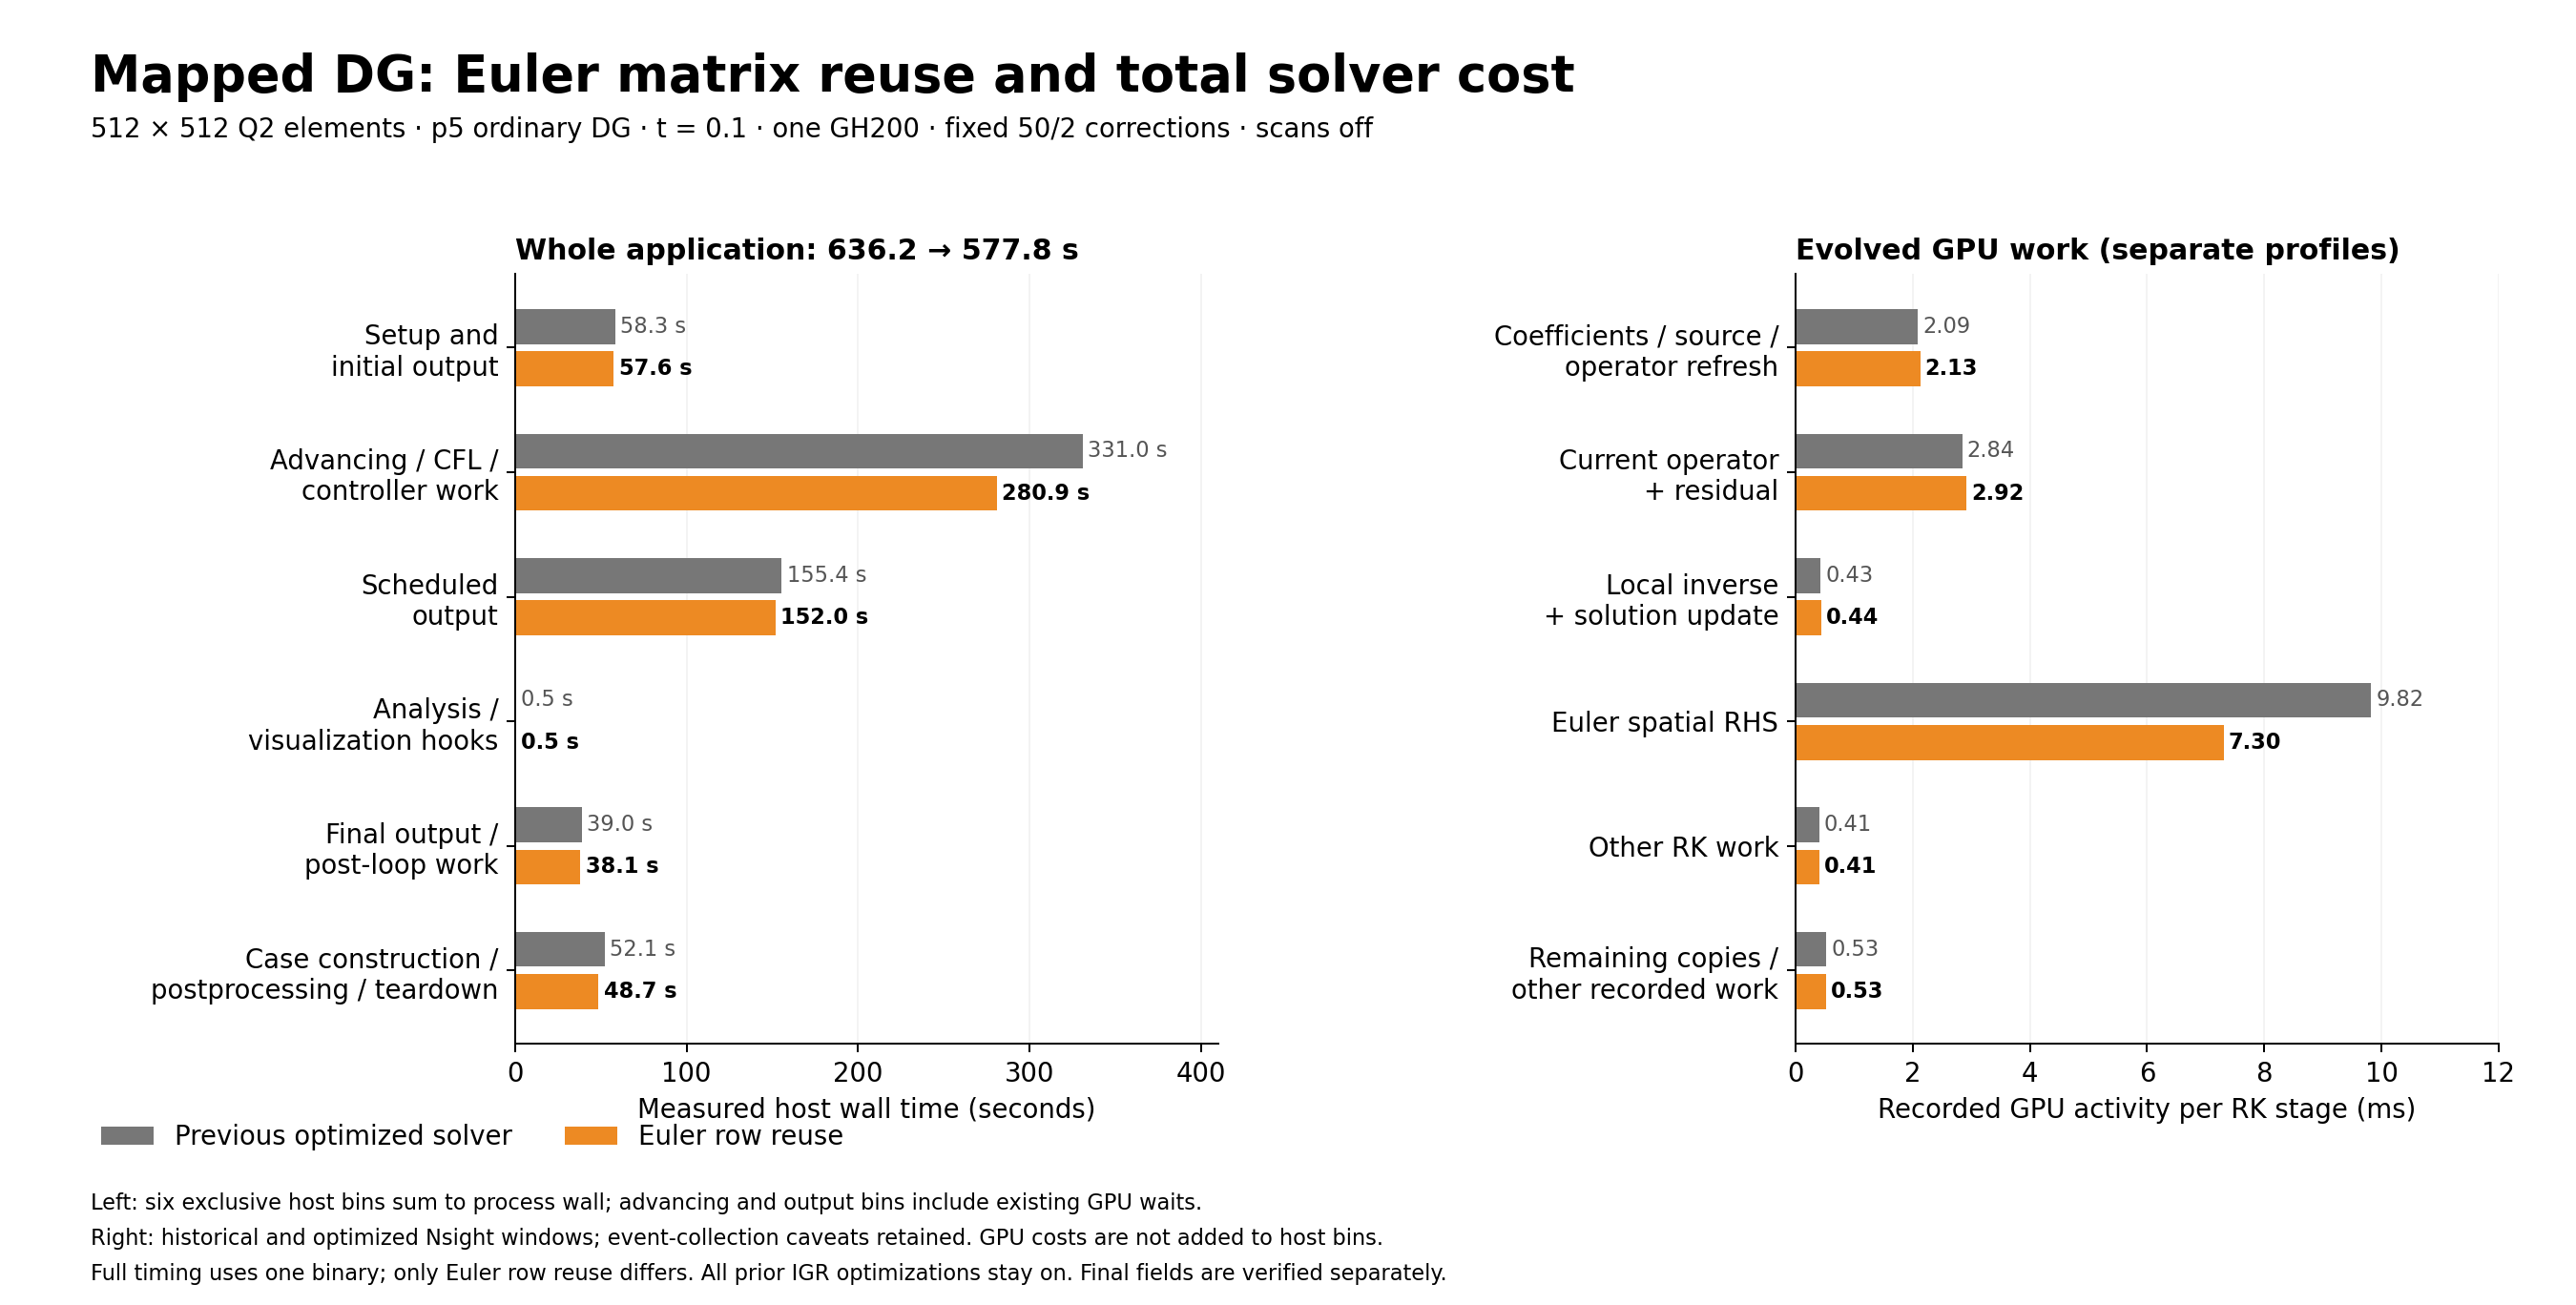 Mapped DG: Euler matrix reuse and total solver cost
512 × 512 Q2 elements · p5 ordinary DG · t = 0.1 · one GH200 · fixed 50/2 corrections · scans off
Whole application: 636.2 → 577.8 s
Setup and
initial output
58.3 s
57.6 s
Advancing / CFL /
controller work
331.0 s
280.9 s
Scheduled
output
155.4 s
152.0 s
Analysis /
visualization hooks
0.5 s
0.5 s
Final output /
post-loop work
39.0 s
38.1 s
Case construction /
postprocessing / teardown
52.1 s
48.7 s
0 100 200 300 400
Measured host wall time (seconds)
Evolved GPU work (separate profiles)
Coefficients / source /
operator refresh
2.09
2.13
Current operator
+ residual
2.84
2.92
Local inverse
+ solution update
0.43
0.44
Euler spatial RHS
9.82
7.30
Other RK work
0.41
0.41
Remaining copies /
other recorded work
0.53
0.53
0 2 4 6 8 10 12
Recorded GPU activity per RK stage (ms)
Previous optimized solver
Euler row reuse
Left: six exclusive host bins sum to process wall; advancing and output bins include existing GPU waits.
Right: historical and optimized Nsight windows; event-collection caveats retained. GPU costs are not added to host bins.
Full timing uses one binary; only Euler row reuse differs. All prior IGR optimizations stay on. Final fields are verified separately.